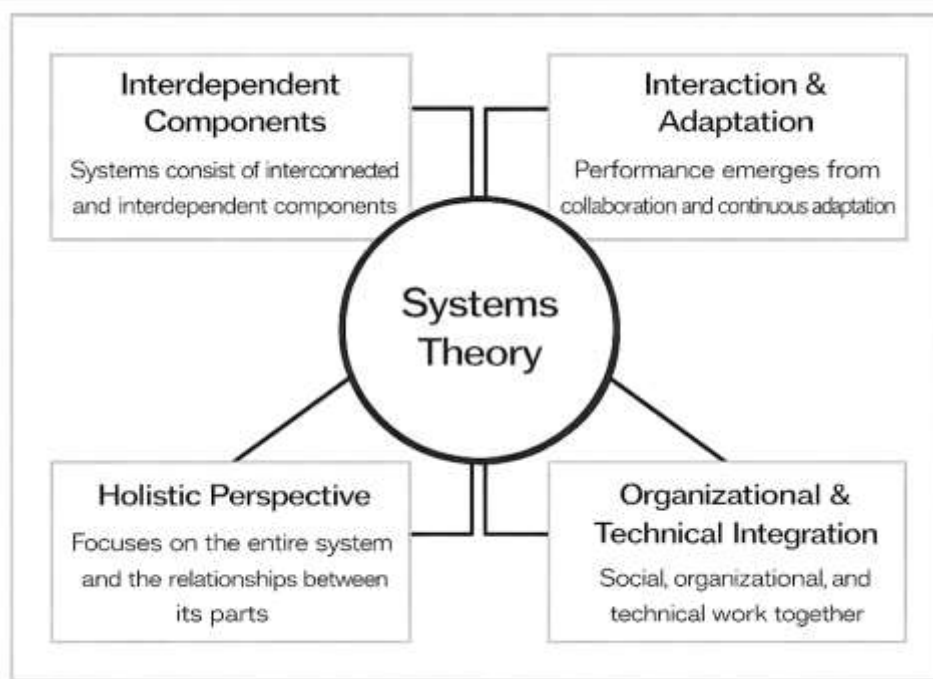 Interdependent
Components
Systems consist of interconnected
and interdependent components
Interaction &
Adaptation
Performance emerges from
collaboration and continuous adaptation
Systems
Theory
Holistic Perspective
Focuses on the entire system
and the relationships between
its parts
Organizational &
Technical Integration
Social, organizational, and
technical work together